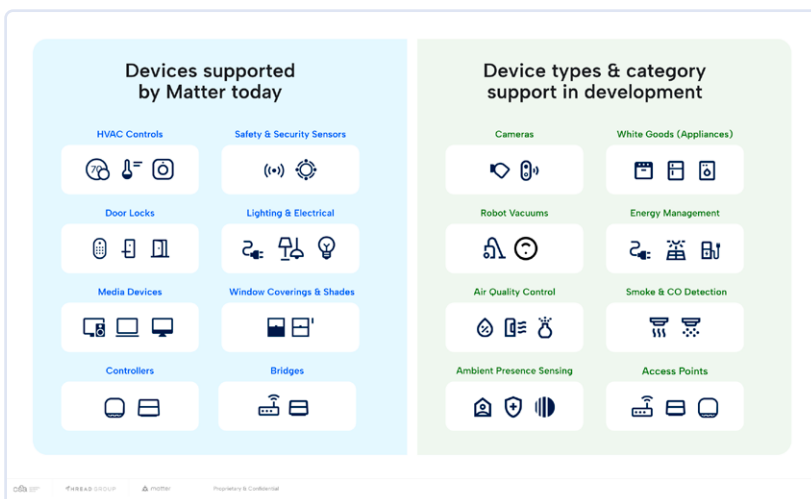 Devices supported
by Matter today
HVAC Controls
Safety & Security Sensors
70
Door Locks
Lighting & Electrical
Media Devices
Window Coverings & Shades
Controllers
Bridges
Device types & category
support in development
Cameras
White Goods (Appliances)
Robot Vacuums
Energy Management
Air Quality Control
Smoke & CO Detection
Ambient Presence Sensing
Access Points
THREAD GROUP
matter
Proprietary & Confidential